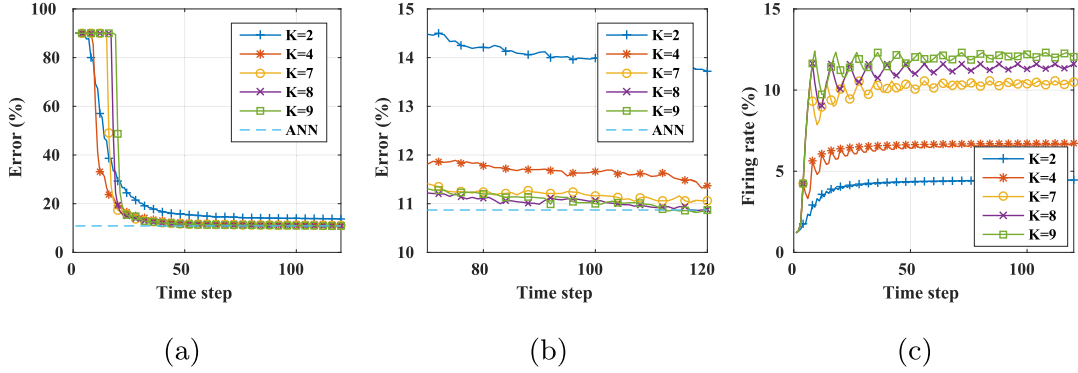 100
80
60
40
20
0
0
50
100
Error (%)
Time step
K=2
K=4
K=7
K=8
K=9
ANN
(a)
15
14
13
12
11
10
80
100
120
Error (%)
Time step
K=2
K=4
K=7
K=8
K=9
ANN
(b)
15
10
5
0
0
50
100
Firing rate (%)
Time step
K=2
K=4
K=7
K=8
K=9
(c)